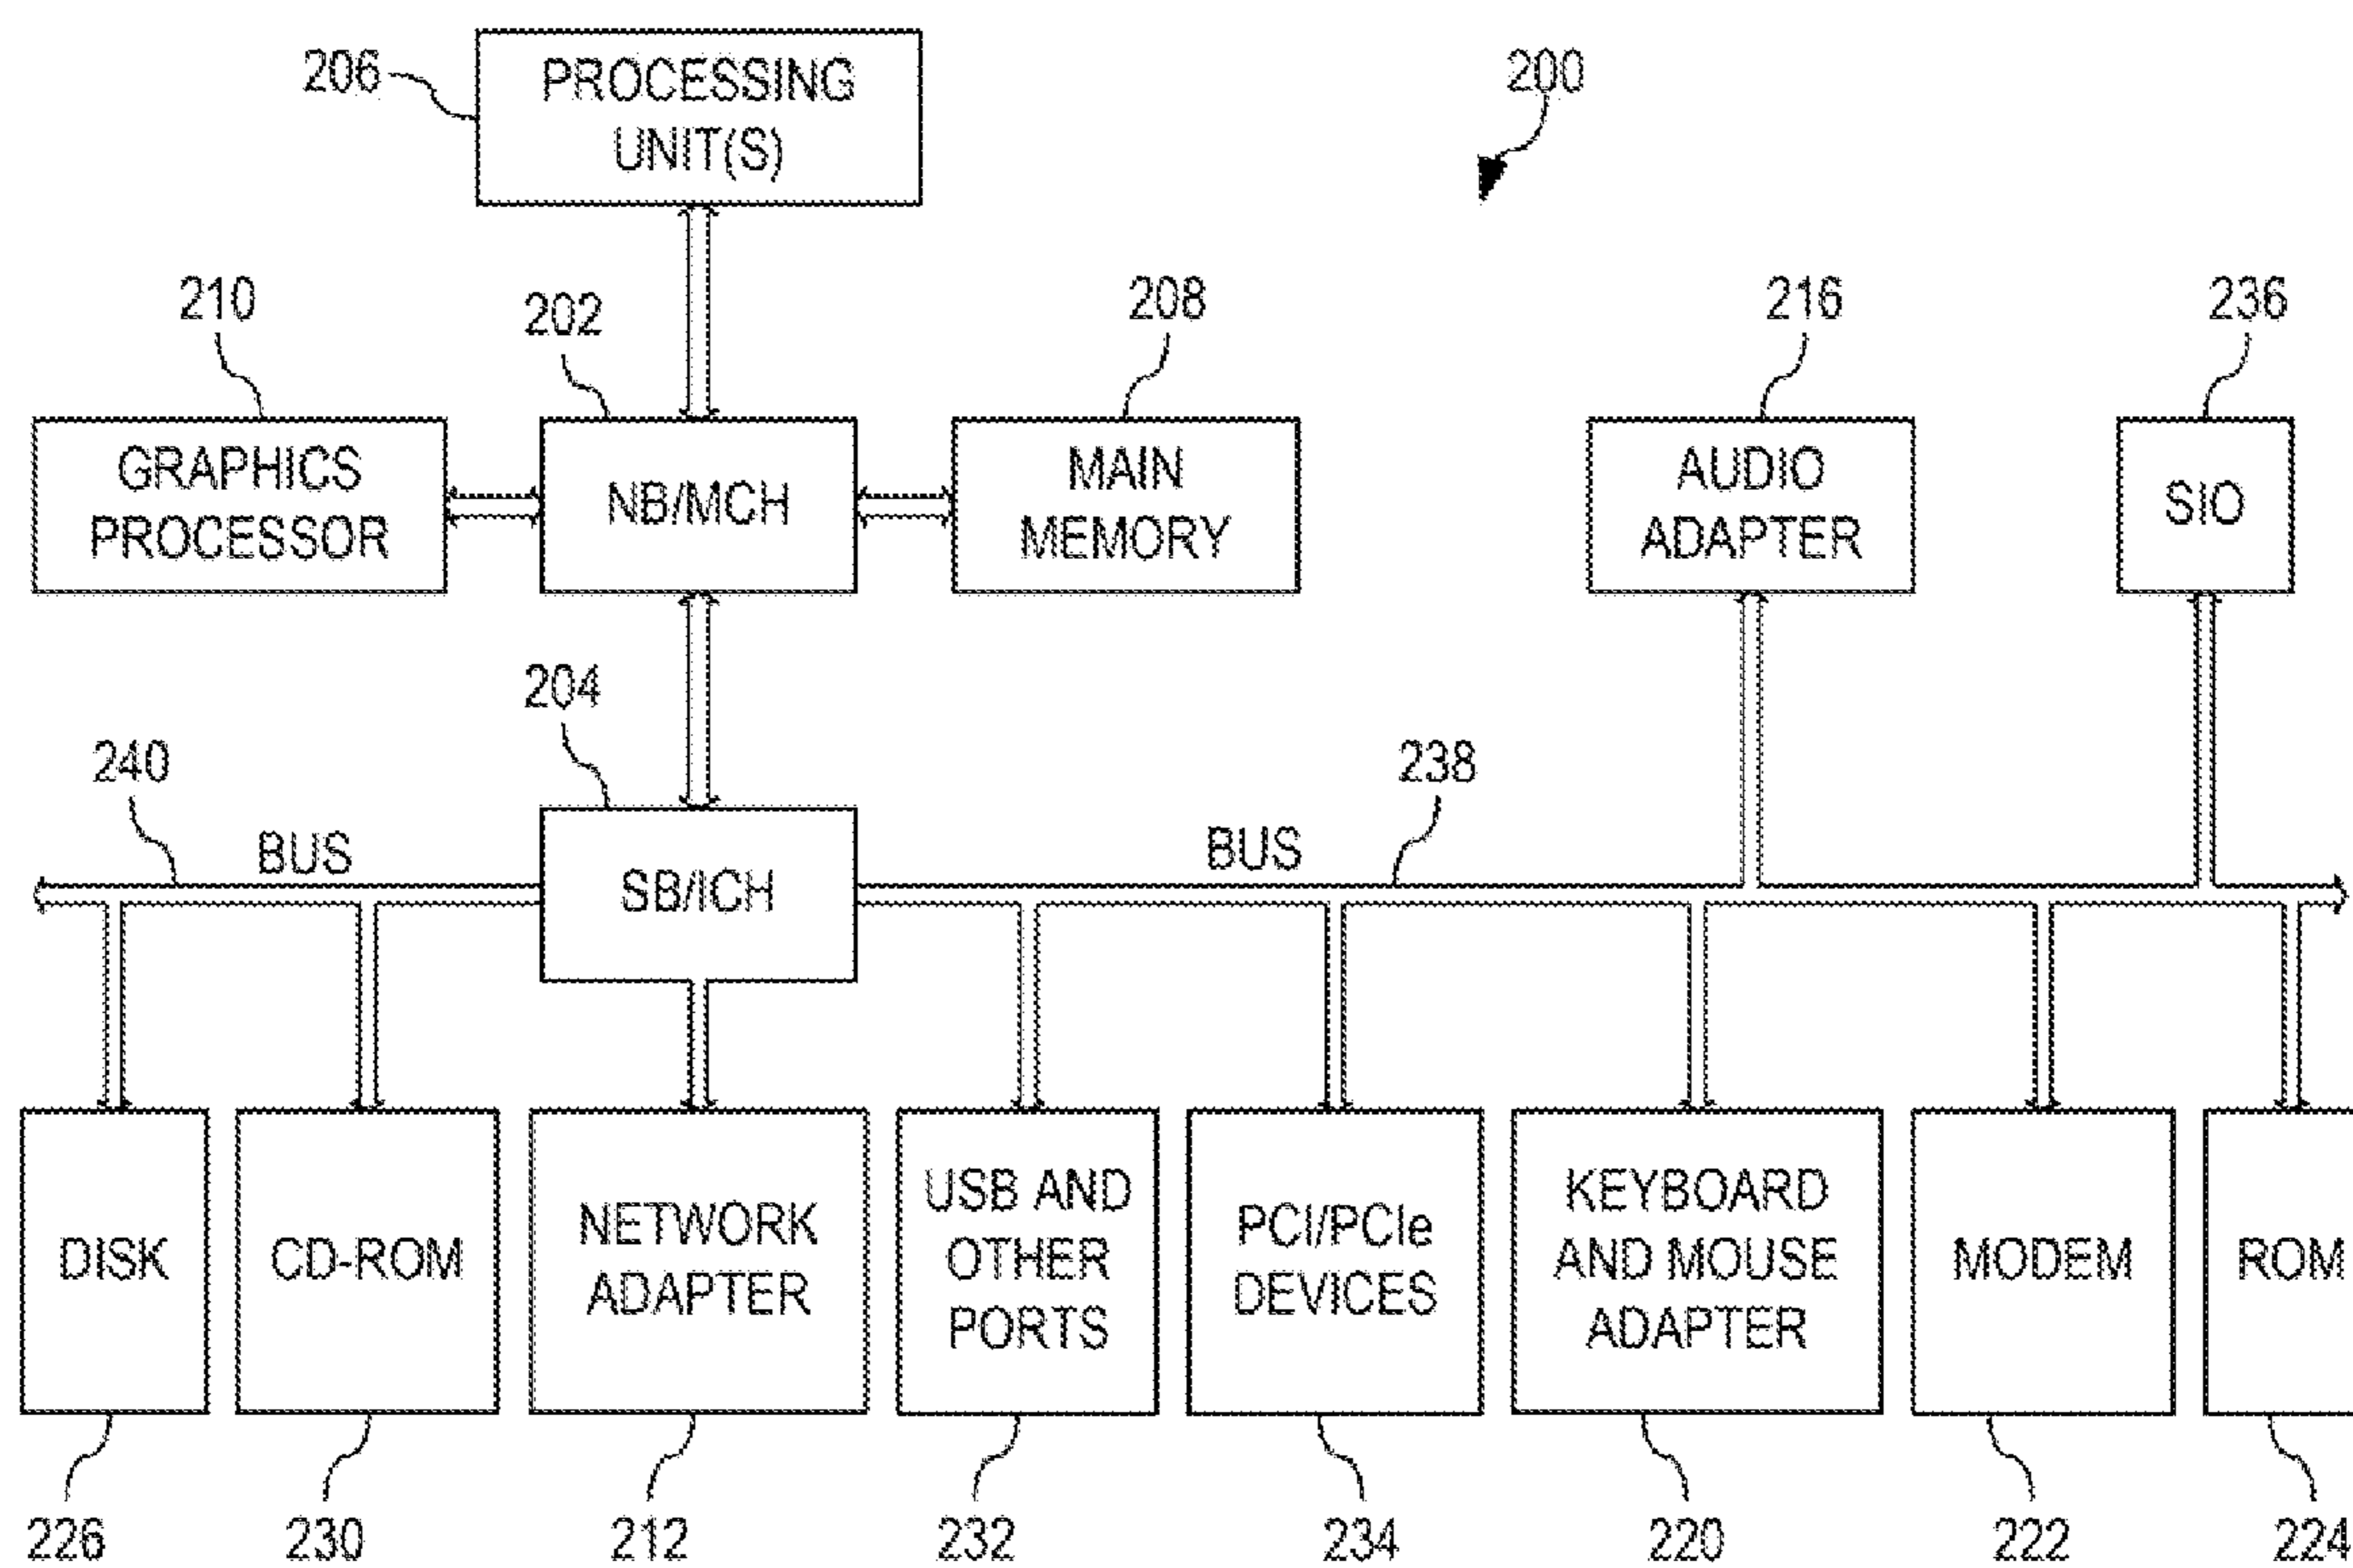 206
PROCESSING
UNIT(S)
200
210
202
208
216
236
GRAPHICS
PROCESSOR
NB/MCH
MAIN
MEMORY
AUDIO
ADAPTER
SIO
204
240
238
BUS
SB/ICH
BUS
DISK
CD-ROM
NETWORK
ADAPTER
USB AND
OTHER
PORTS
PCI/PCIe
DEVICES
KEYBOARD
AND MOUSE
ADAPTER
MODEM
ROM
226
230
212
232
234
220
222
224